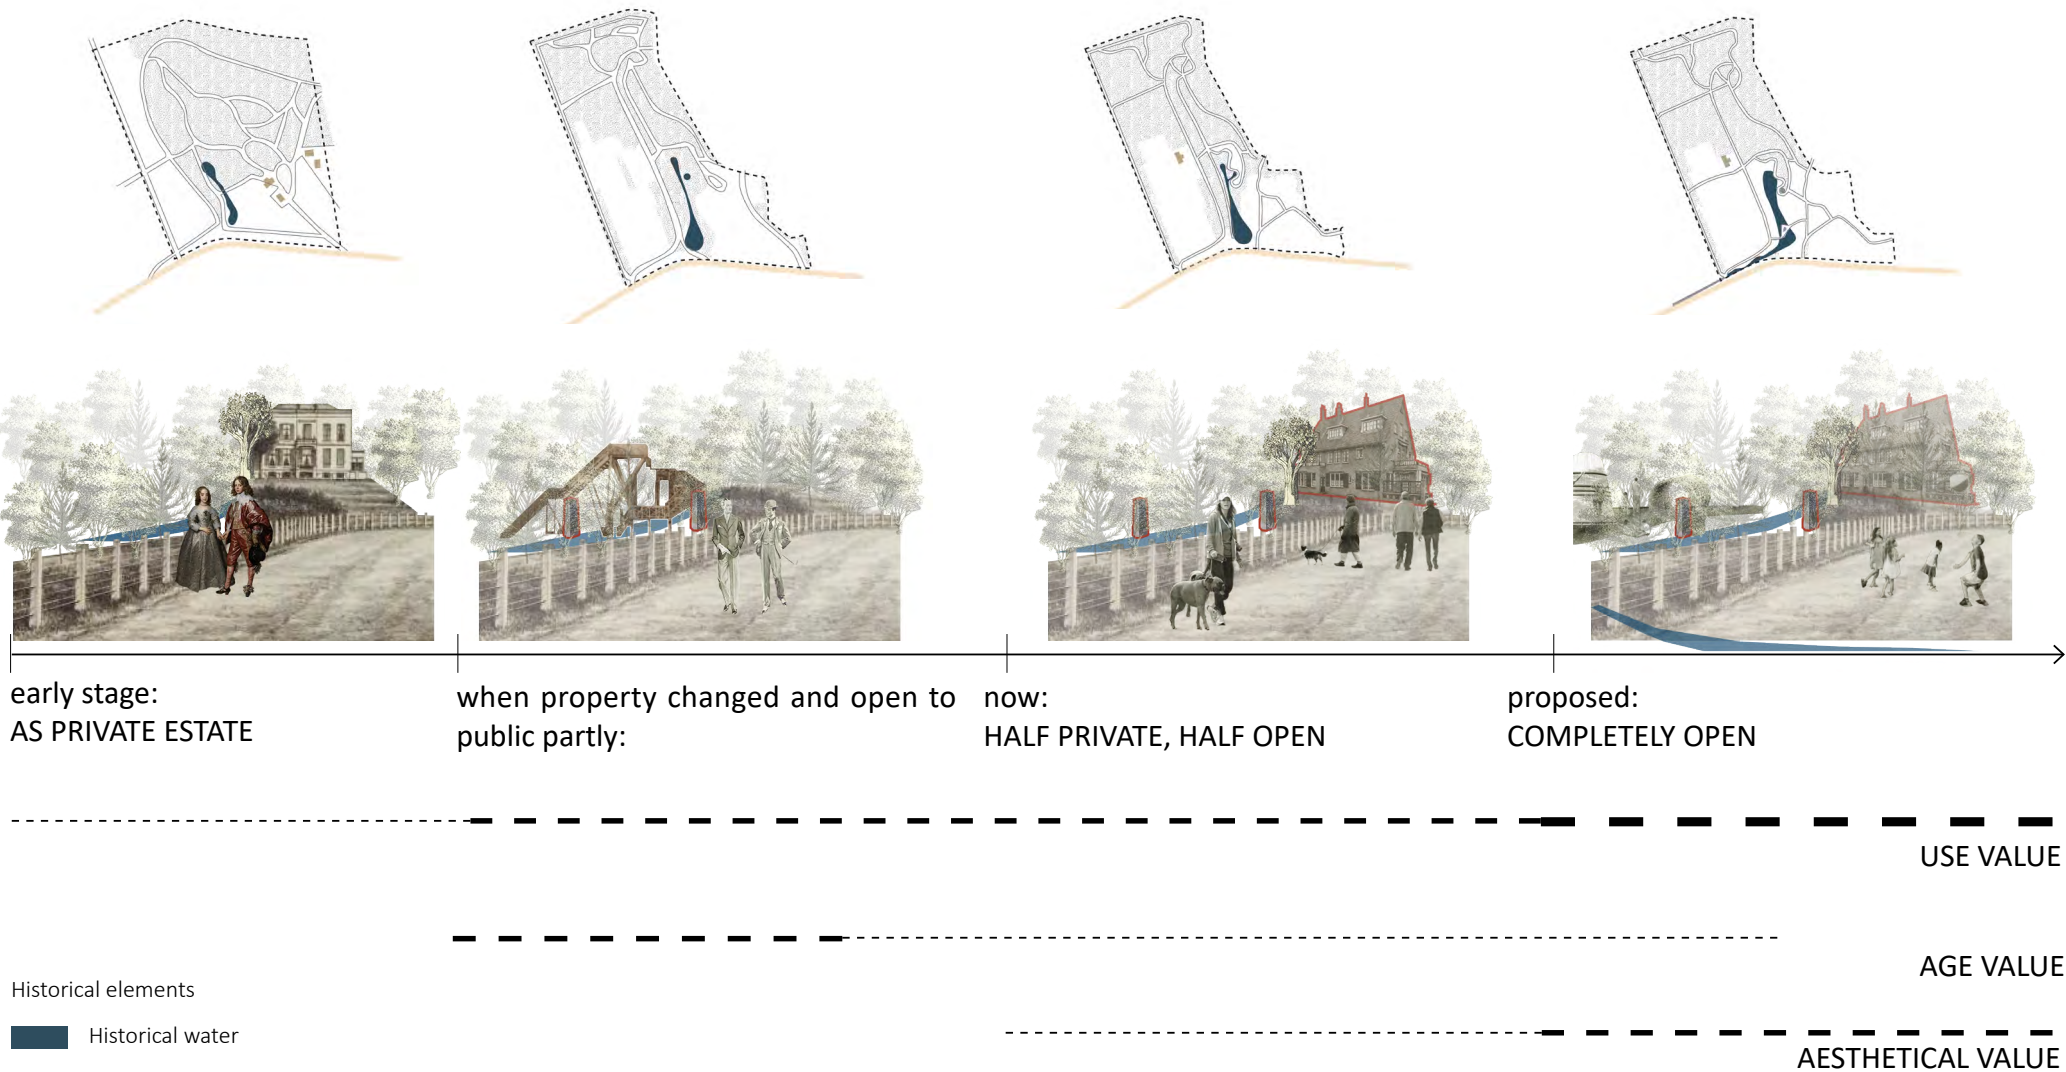 early stage:
AS PRIVATE ESTATE
when property changed and open to
public partly:
now:
HALF PRIVATE, HALF OPEN
proposed:
COMPLETELY OPEN
USE VALUE
AGE VALUE
AESTHETICAL VALUE
Historical elements
Historical water